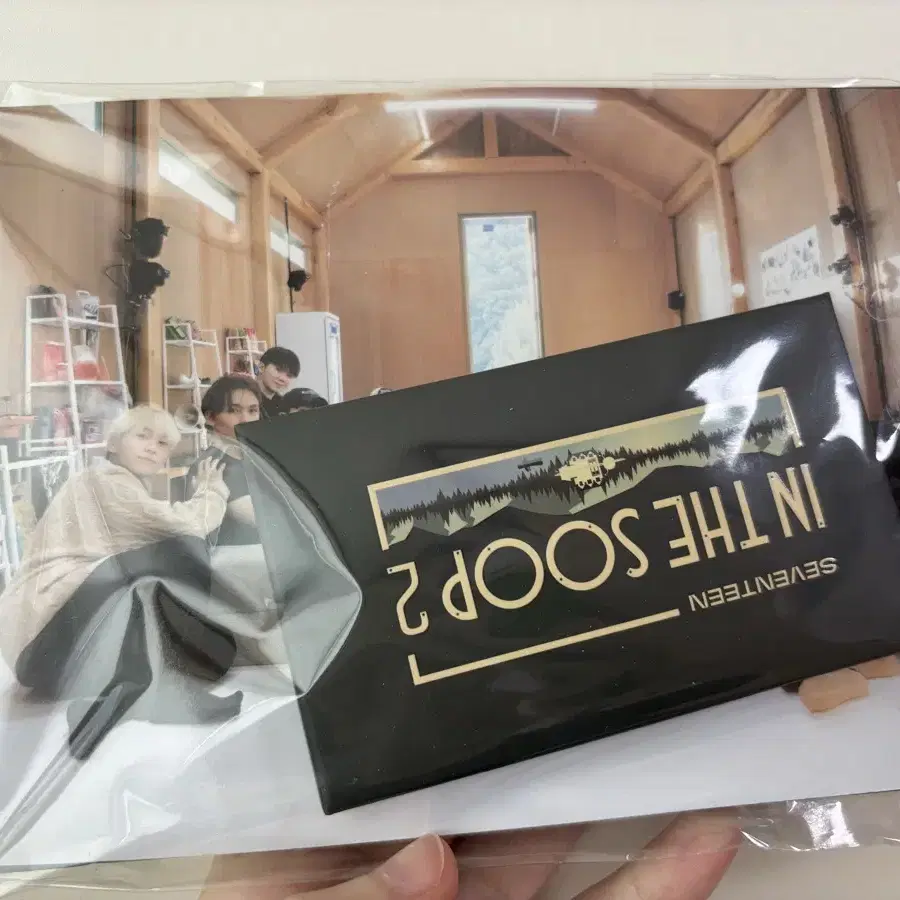 SEVENTEEN
IN THE SOOP 2